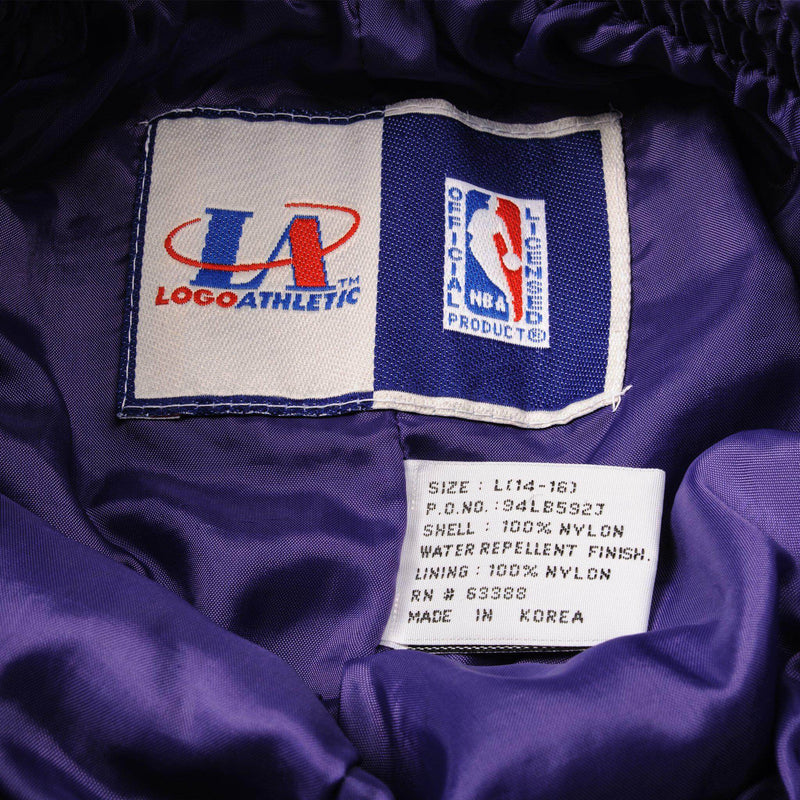 LA
LOGOATHLETIC™
OFFICIAL
LICENSED
NBA
PRODUCT®
SIZE : L(14-16)
P.O.NO. :94LB592J
SHELL : 100% NYLON
WATER REPELLENT FINISH.
LINING : 100% NYLON
RN # 63388
MADE IN KOREA